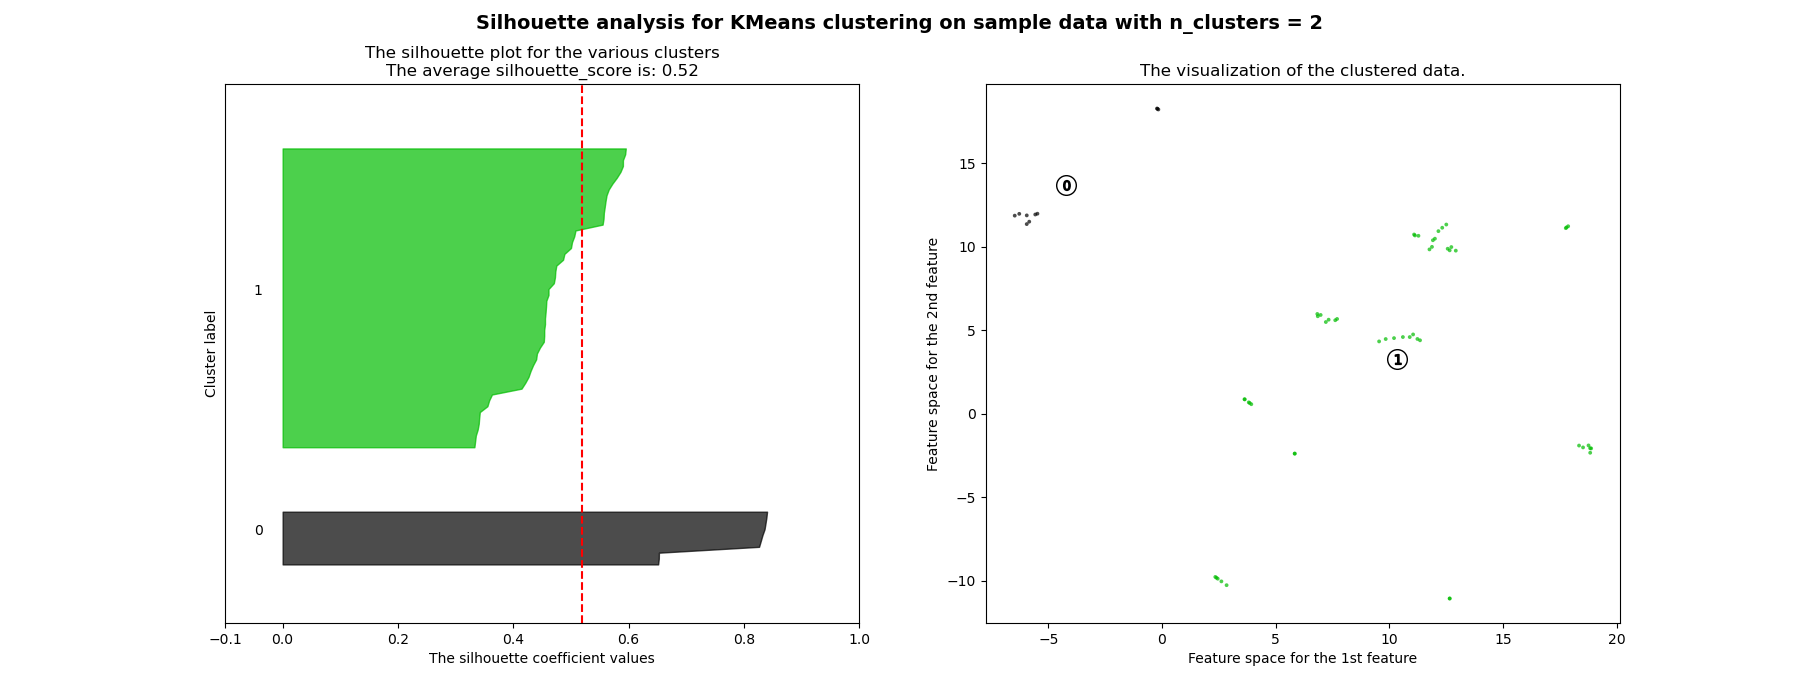 Silhouette analysis for KMeans clustering on sample data with n_clusters = 2
The silhouette plot for the various clusters
The average silhouette_score is: 0.52
Cluster label
1
0
−0.1 0.0 0.2 0.4 0.6 0.8 1.0
The silhouette coefficient values
The visualization of the clustered data.
Feature space for the 2nd feature
15
10
5
0
−5
−10
0
1
−5 0 5 10 15 20
Feature space for the 1st feature